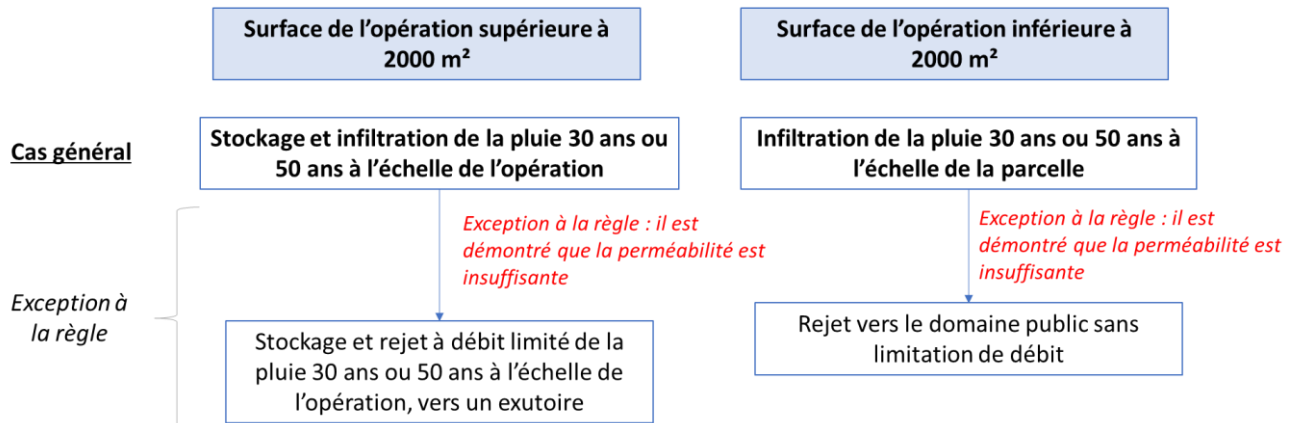 Surface de l’opération supérieure à
2000 m²
Surface de l’opération inférieure à
2000 m²
Cas général
Stockage et infiltration de la pluie 30 ans ou
50 ans à l’échelle de l’opération
Infiltration de la pluie 30 ans ou 50 ans à
l’échelle de la parcelle
Exception à la règle : il est
démontré que la perméabilité est
insuffisante
Exception à la règle : il est
démontré que la perméabilité est
insuffisante
Exception à
la règle
Stockage et rejet à débit limité de la
pluie 30 ans ou 50 ans à l’échelle de
l’opération, vers un exutoire
Rejet vers le domaine public sans
limitation de débit